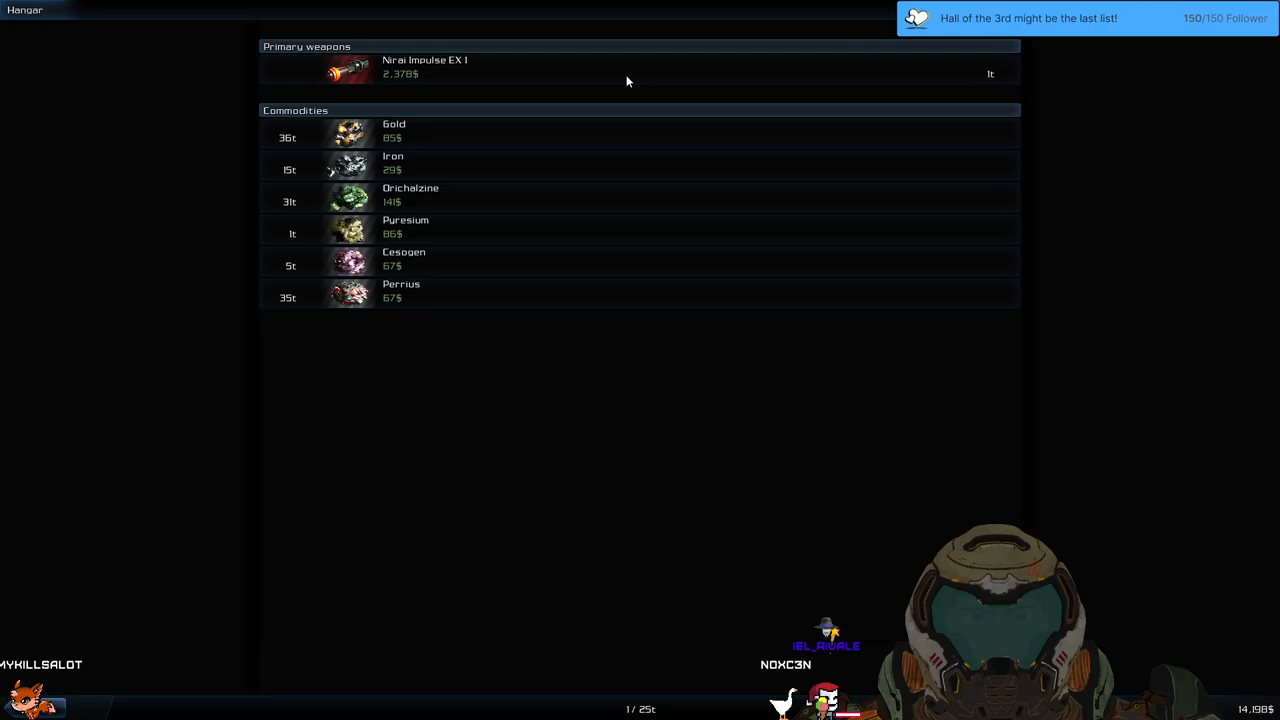 Hangar
Hall of the 3rd might be the last list!
150/150 Follower
Primary weapons
Nirai Impulse EX 1
2,378$
1t
Commodities
Gold
36t
85$
Iron
15t
29$
Orichalzine
31t
141$
Pyresium
1t
86$
Cesogen
5t
67$
Perrius
35t
67$
IEL_RIVALE
MYKILLSALOT
NOXC3N
1 / 25t
14,198$